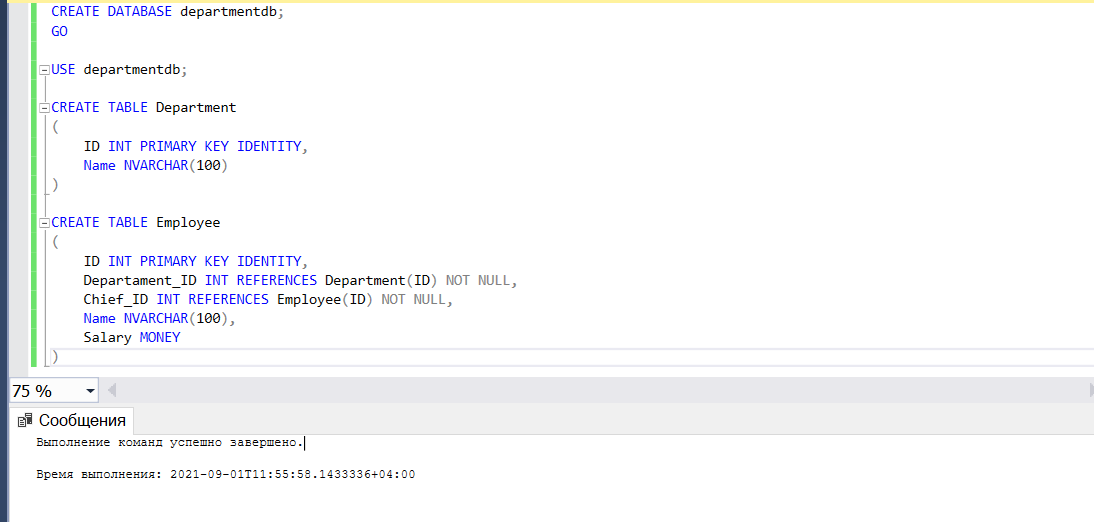 CREATE DATABASE departmentdb;
GO
USE departmentdb;
CREATE TABLE Department
(
ID INT PRIMARY KEY IDENTITY,
Name NVARCHAR(100)
)
CREATE TABLE Employee
(
ID INT PRIMARY KEY IDENTITY,
Departament_ID INT REFERENCES Department(ID) NOT NULL,
Chief_ID INT REFERENCES Employee(ID) NOT NULL,
Name NVARCHAR(100),
Salary MONEY
)
75 %
Сообщения
Выполнение команд успешно завершено.
Время выполнения: 2021-09-01T11:55:58.1433336+04:00